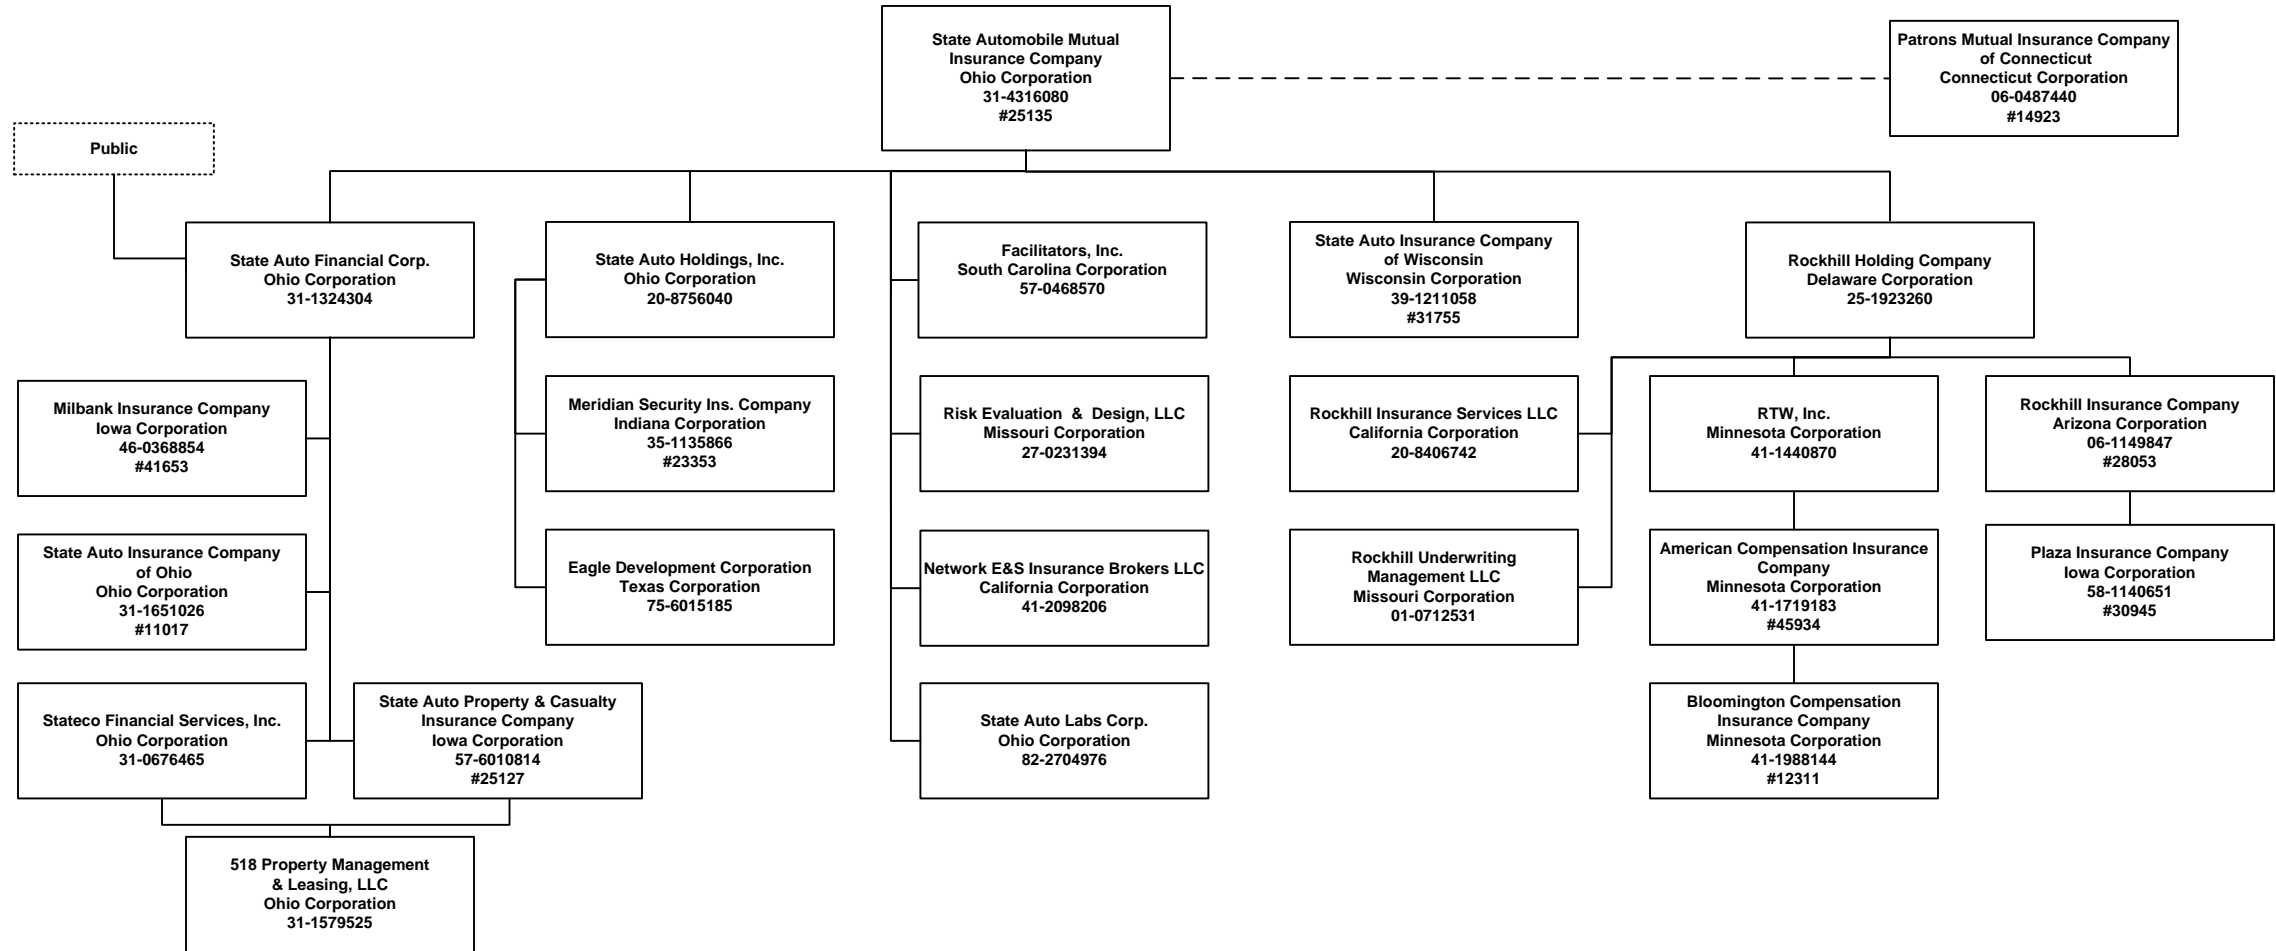 State Automobile Mutual
Insurance Company
Ohio Corporation
31-4316080
#25135
Patrons Mutual Insurance Company
of Connecticut
Connecticut Corporation
06-0487440
#14923
Public
State Auto Financial Corp.
Ohio Corporation
31-1324304
State Auto Holdings, Inc.
Ohio Corporation
20-8756040
Facilitators, Inc.
South Carolina Corporation
57-0468570
State Auto Insurance Company
of Wisconsin
Wisconsin Corporation
39-1211058
#31755
Rockhill Holding Company
Delaware Corporation
25-1923260
Milbank Insurance Company
Iowa Corporation
46-0368854
#41653
Meridian Security Ins. Company
Indiana Corporation
35-1135866
#23353
Risk Evaluation & Design, LLC
Missouri Corporation
27-0231394
Rockhill Insurance Services LLC
California Corporation
20-8406742
RTW, Inc.
Minnesota Corporation
41-1440870
Rockhill Insurance Company
Arizona Corporation
06-1149847
#28053
State Auto Insurance Company
of Ohio
Ohio Corporation
31-1651026
#11017
Eagle Development Corporation
Texas Corporation
75-6015185
Network E&S Insurance Brokers LLC
California Corporation
41-2098206
Rockhill Underwriting
Management LLC
Missouri Corporation
01-0712531
American Compensation Insurance
Company
Minnesota Corporation
41-1719183
#45934
Plaza Insurance Company
Iowa Corporation
58-1140651
#30945
Stateco Financial Services, Inc.
Ohio Corporation
31-0676465
State Auto Property & Casualty
Insurance Company
Iowa Corporation
57-6010814
#25127
State Auto Labs Corp.
Ohio Corporation
82-2704976
Bloomington Compensation
Insurance Company
Minnesota Corporation
41-1988144
#12311
518 Property Management
& Leasing, LLC
Ohio Corporation
31-1579525